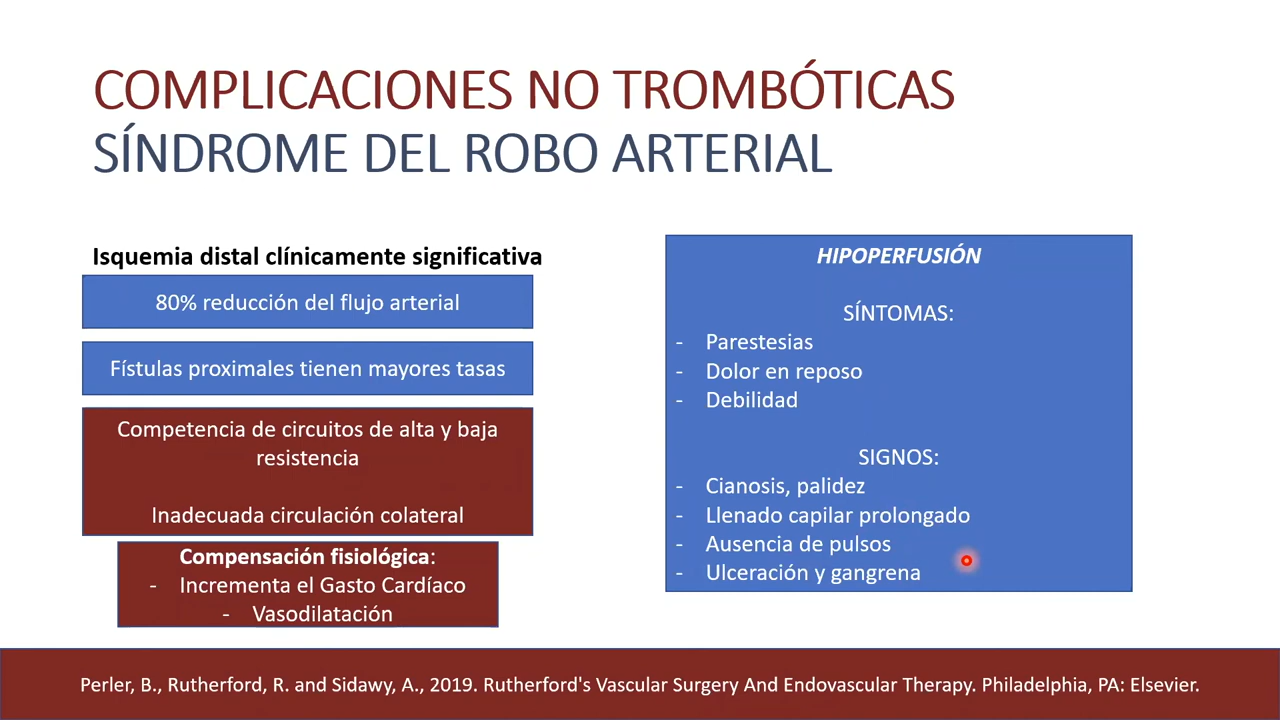 COMPLICACIONES NO TROMBÓTICAS
SÍNDROME DEL ROBO ARTERIAL
Isquemia distal clínicamente significativa
80% reducción del flujo arterial
Fístulas proximales tienen mayores tasas
Competencia de circuitos de alta y baja
resistencia
Inadecuada circulación colateral
Compensación fisiológica:
- Incrementa el Gasto Cardíaco
- Vasodilatación
HIPOPERFUSIÓN
SÍNTOMAS:
- Parestesias
- Dolor en reposo
- Debilidad
SIGNOS:
- Cianosis, palidez
- Llenado capilar prolongado
- Ausencia de pulsos
- Ulceración y gangrena
Perler, B., Rutherford, R. and Sidawy, A., 2019. Rutherford's Vascular Surgery And Endovascular Therapy. Philadelphia, PA: Elsevier.